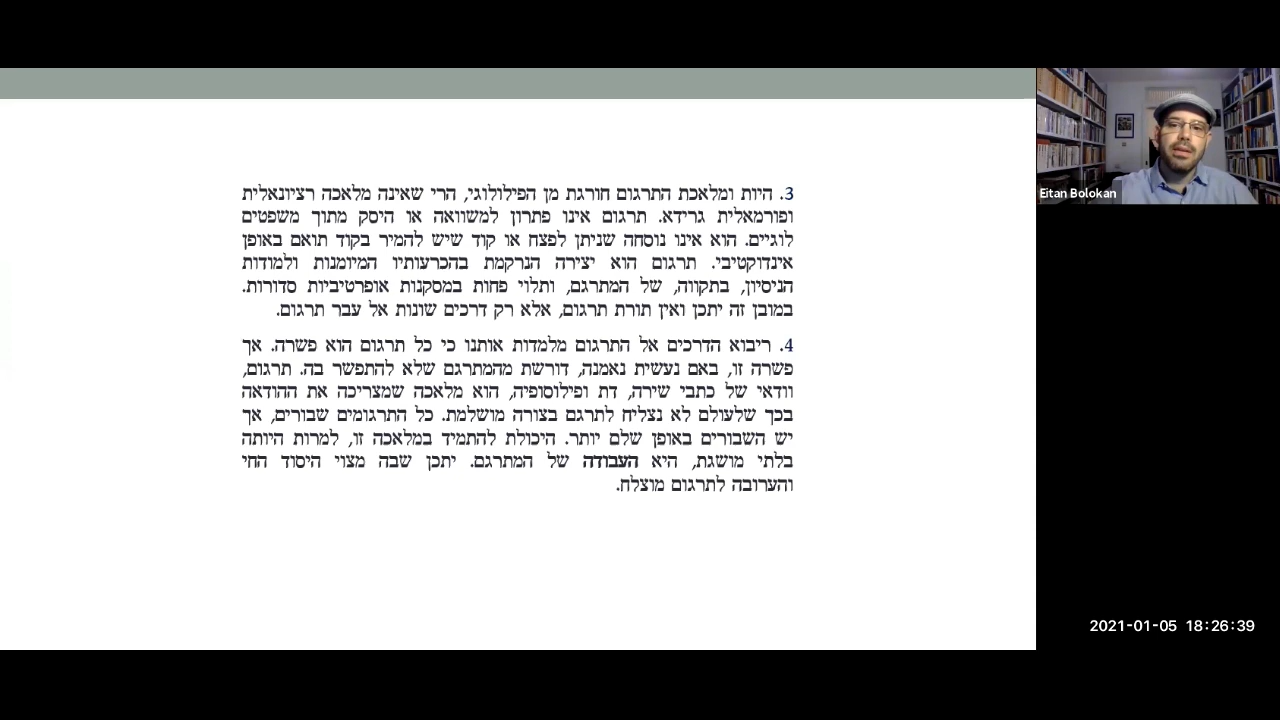 3. היות ומלאכת התרגום חורגת מן הפילולוגי, הרי שאינה מלאכה רציונאלית
ופורמאלית גרידא. תרגום אינו פתרון למשוואה או היסק מתוך משפטים
לוגיים. הוא אינו נוסחה שניתן לפצח או קוד שיש להמיר בקוד תואם באופן
אינדוקטיבי. תרגום הוא יצירה הנרקמת בהכרעותיו המיומנות ולמודות
הניסיון, בתקווה, של המתרגם, ותלוי פחות במסקנות אופרטיביות סדורות.
במובן זה יתכן ואין תורת תרגום, אלא רק דרכים שונות אל עבר תרגום.
4. ריבוא הדרכים אל התרגום מלמדות אותנו כי כל תרגום הוא פשרה. אך
פשרה זו, באם נעשית נאמנה, דורשת מהמתרגם שלא להתפשר בה. תרגום,
וודאי של כתבי שירה, דת ופילוסופיה, הוא מלאכה שמצריכה את ההודאה
בכך שלעולם לא נצליח לתרגם בצורה מושלמת. כל התרגומים שבורים, אך
יש השבורים באופן שלם יותר. היכולת להתמיד במלאכה זו, למרות היותה
בלתי מושגת, היא העבודה של המתרגם. יתכן שבה מצוי היסוד החי
והערובה לתרגום מוצלח.
Eitan Bolokan
2021-01-05 18:26:39